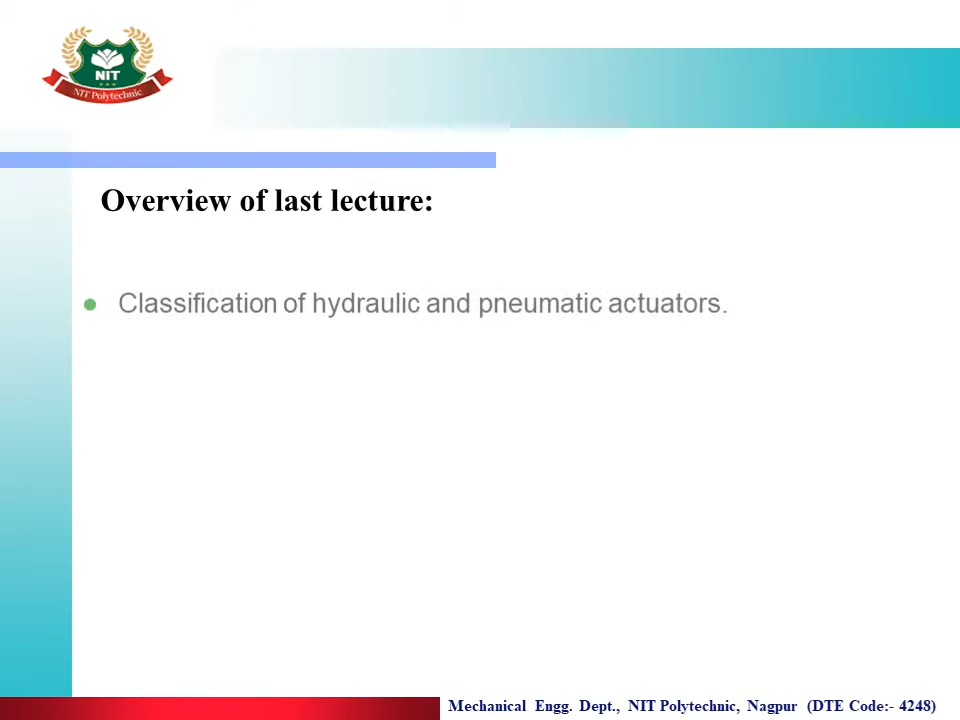 NIT
NIT Polytechnic
Overview of last lecture:
Classification of hydraulic and pneumatic actuators.
Mechanical Engg. Dept., NIT Polytechnic, Nagpur (DTE Code:- 4248)